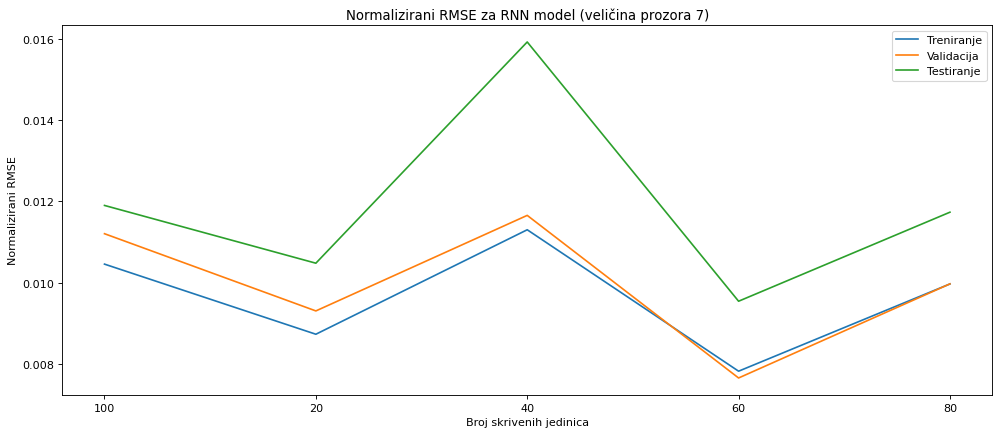 Normalizirani RMSE za RNN model (veličina prozora 7)
Treniranje
Validacija
Testiranje
Normalizirani RMSE
0.016
0.014
0.012
0.010
0.008
100 20 40 60 80
Broj skrivenih jedinica